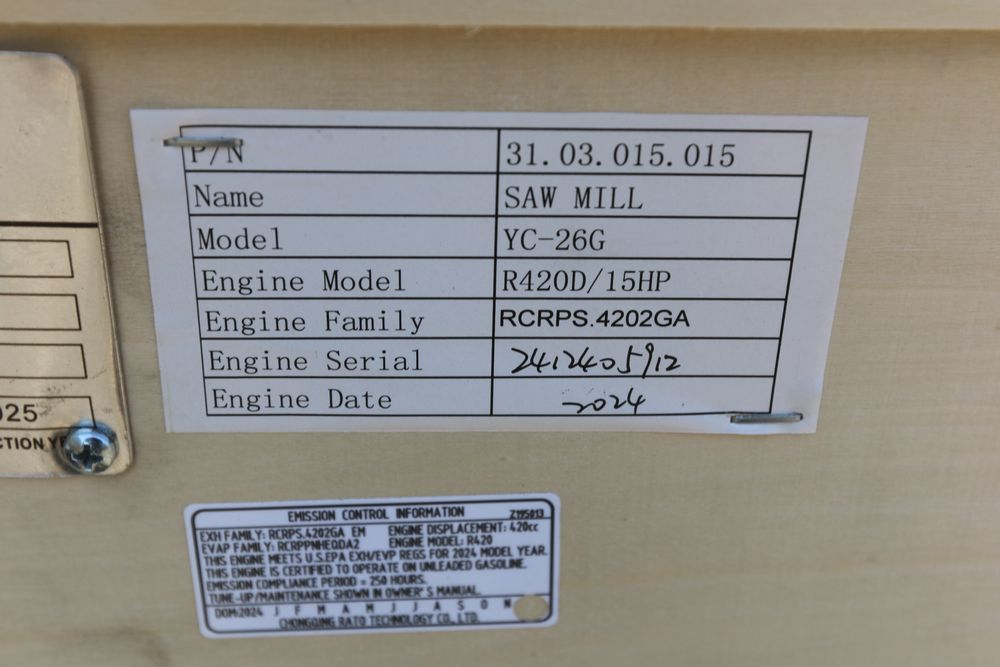 P/N 31.03.015.015
Name SAW MILL
Model YC-26G
Engine Model R420D/15HP
Engine Family RCRPS.4202GA
Engine Serial 2412405912
Engine Date 2024
025
CTION YE
EMISSION CONTROL INFORMATION Z195013
EXH FAMILY: RCRPS.4202GA EM ENGINE DISPLACEMENT: 420cc
EVAP FAMILY: RCRPPNHEQDA2 ENGINE MODEL: R420
THIS ENGINE MEETS U.S.EPA EXH/EVP REGS FOR 2024 MODEL YEAR.
THIS ENGINE IS CERTIFIED TO OPERATE ON UNLEADED GASOLINE.
EMISSION COMPLIANCE PERIOD = 250 HOURS.
TUNE-UP/MAINTENANCE SHOWN IN OWNER'S MANUAL.
DOM:2024 J F M A M J J A S O N
CHONGQING RATO TECHNOLOGY CO., LTD.